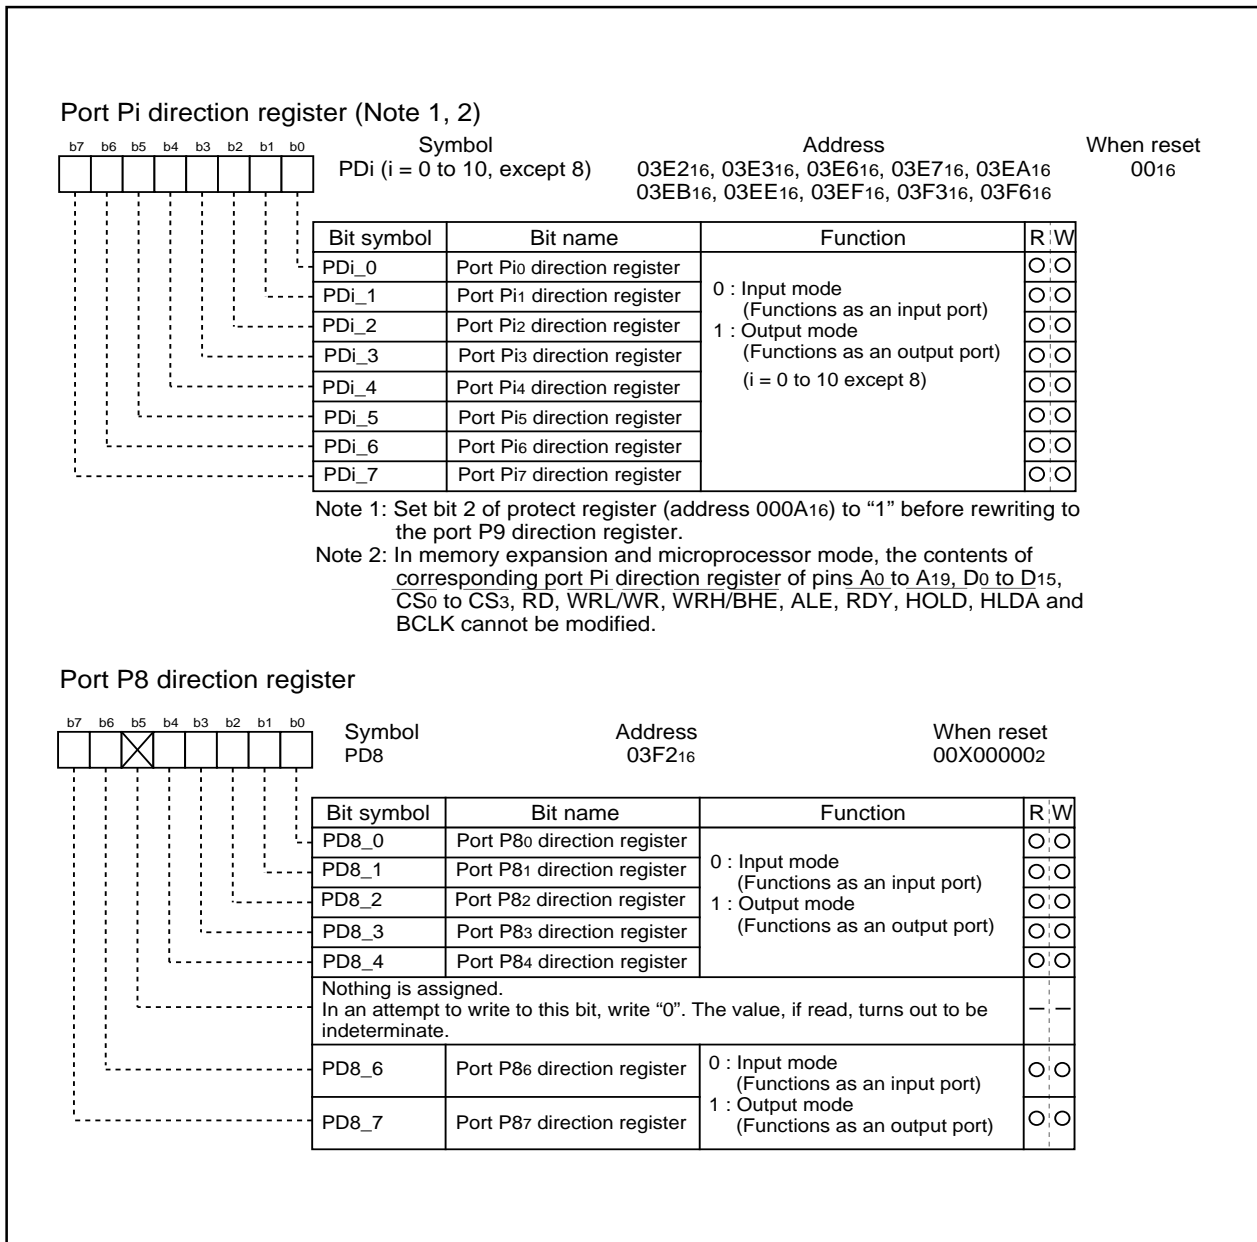 Port Pi direction register (Note 1, 2)
b7 b6 b5 b4 b3 b2 b1 b0
Symbol Address When reset
PDi (i = 0 to 10, except 8) 03E216, 03E316, 03E616, 03E716, 03EA16 0016
03EB16, 03EE16, 03EF16, 03F316, 03F616
Bit symbol Bit name Function R W
PDi_0 Port Pi0 direction register
PDi_1 Port Pi1 direction register
PDi_2 Port Pi2 direction register
PDi_3 Port Pi3 direction register
PDi_4 Port Pi4 direction register
PDi_5 Port Pi5 direction register
PDi_6 Port Pi6 direction register
PDi_7 Port Pi7 direction register
0 : Input mode
(Functions as an input port)
1 : Output mode
(Functions as an output port)
(i = 0 to 10 except 8)
Note 1: Set bit 2 of protect register (address 000A16) to “1” before rewriting to
the port P9 direction register.
Note 2: In memory expansion and microprocessor mode, the contents of
corresponding port Pi direction register of pins A0 to A19, D0 to D15,
CS0 to CS3, RD, WRL/WR, WRH/BHE, ALE, RDY, HOLD, HLDA and
BCLK cannot be modified.
Port P8 direction register
b7 b6 b5 b4 b3 b2 b1 b0
Symbol Address When reset
PD8 03F216 00X000002
Bit symbol Bit name Function R W
PD8_0 Port P80 direction register
PD8_1 Port P81 direction register
PD8_2 Port P82 direction register
PD8_3 Port P83 direction register
PD8_4 Port P84 direction register
0 : Input mode
(Functions as an input port)
1 : Output mode
(Functions as an output port)
Nothing is assigned.
In an attempt to write to this bit, write “0”. The value, if read, turns out to be
indeterminate.
PD8_6 Port P86 direction register
PD8_7 Port P87 direction register
0 : Input mode
(Functions as an input port)
1 : Output mode
(Functions as an output port)